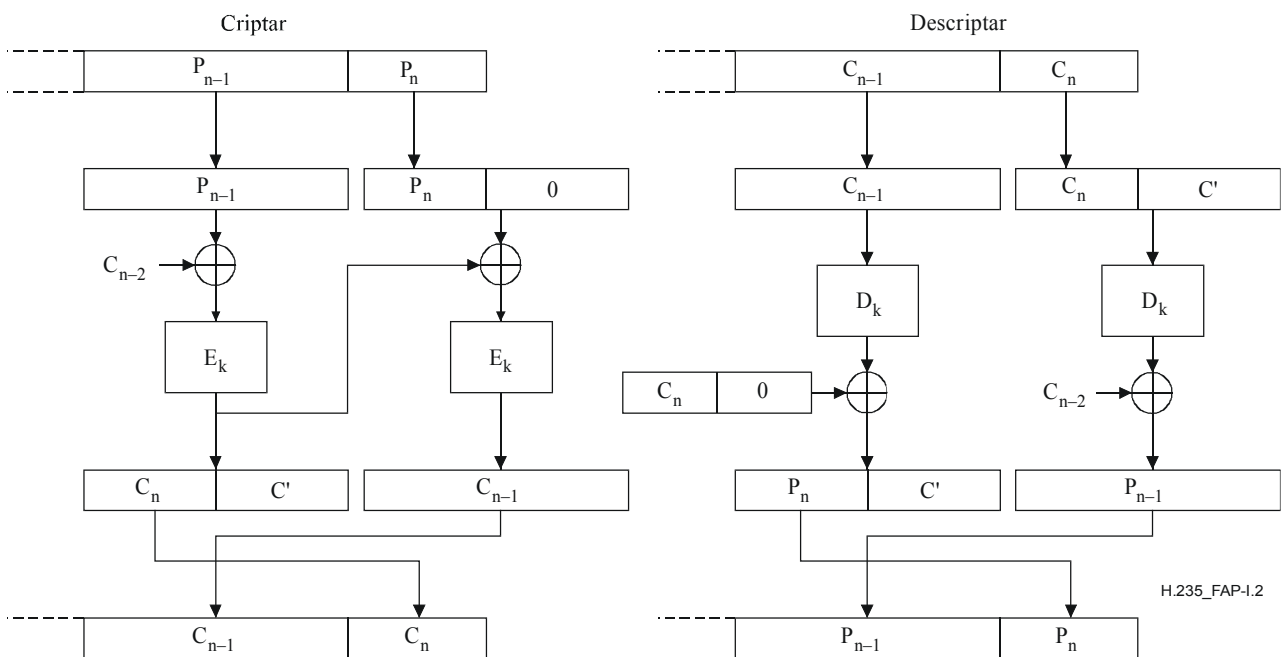 Criptar
P_{n–1} P_n
P_{n–1} P_n 0
C_{n–2}
E_k E_k
C_n C' C_{n–1}
C_{n–1} C_n
Descriptar
C_{n–1} C_n
C_{n–1} C_n C'
D_k D_k
C_n 0 C_{n–2}
P_n C' P_{n–1}
H.235_FAP-I.2
P_{n–1} P_n